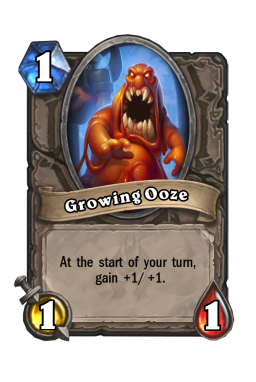 1
Growing Ooze
At the start of your turn,
gain +1/ +1.
1 1